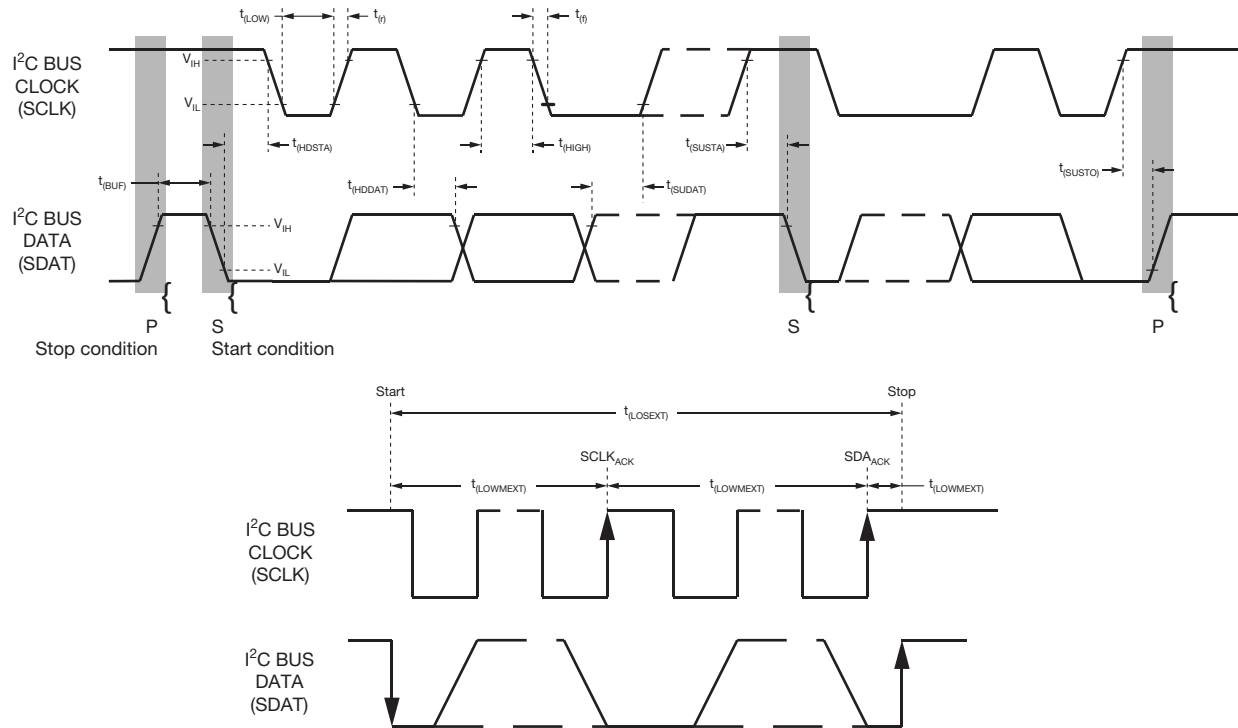 t(LOW)
t(r)
t(f)
I²C BUS
CLOCK
(SCLK)
VIH
VIL
t(HDSTA)
t(HIGH)
t(SUSTA)
t(SUSTO)
t(BUF)
t(HDDAT)
t(SUDAT)
I²C BUS
DATA
(SDAT)
VIH
VIL
{
{
{
{
P
S
S
P
Stop condition
Start condition
Start
Stop
t(LOSEXT)
SCLKACK
SDAACK
t(LOWMEXT)
t(LOWMEXT)
t(LOWMEXT)
I²C BUS
CLOCK
(SCLK)
I²C BUS
DATA
(SDAT)